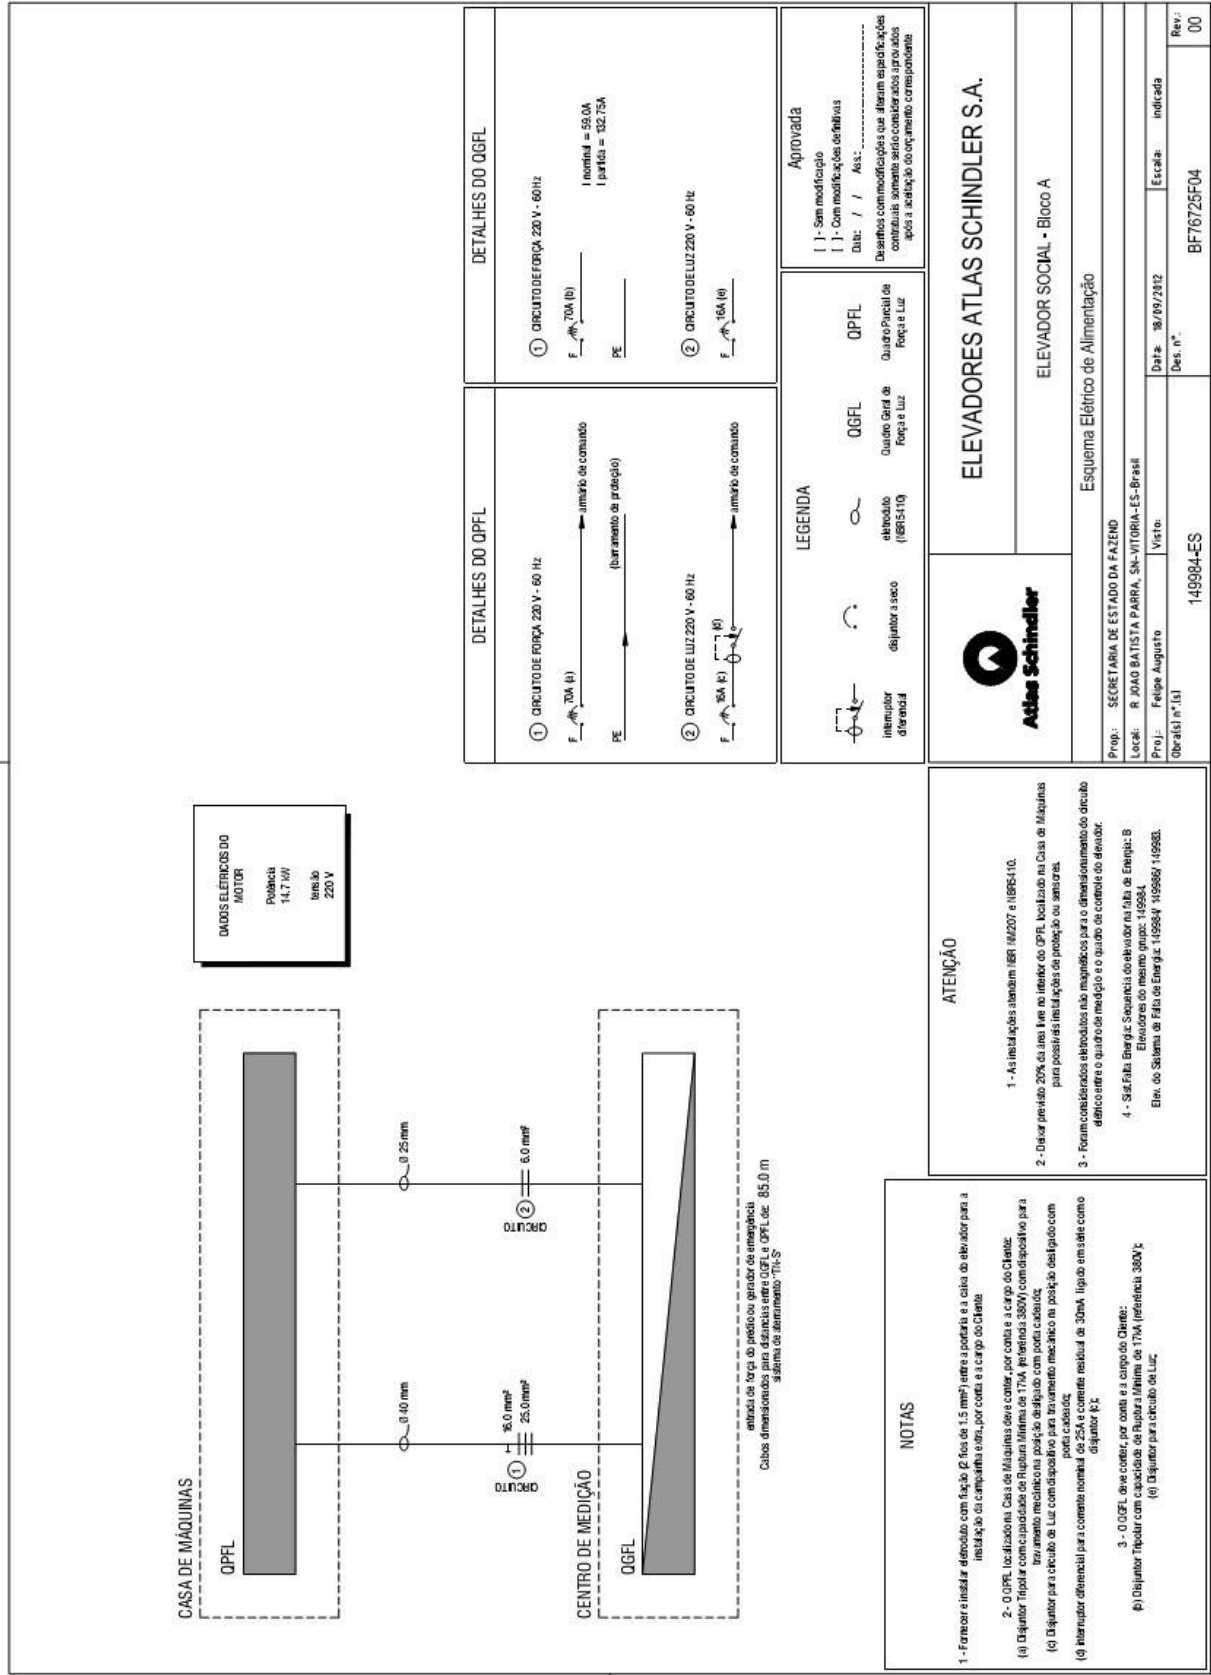 CASA DE MÁQUINAS
QPFL
Ø 40 mm
Ø 25 mm
CIRCUITO
1
16.0 mm²
25.0mm²
CIRCUITO
2
6.0 mm²
CENTRO DE MEDIÇÃO
QGFL
entrada de força do prédio ou gerador de emergência
Cabos dimensionados para distancias entre QGFL e QPFL de: 85.0 m
sistema de aterramento "TN-S"
DADOS ELÉTRICOS DO
MOTOR
Potência
14.7 kW
tensão
220 V
DETALHES DO QPFL
1 CIRCUITO DE FORÇA 220 V - 60 Hz
F 70A (a) armário de comando
PE (barramento de proteção)
2 CIRCUITO DE LUZ 220 V - 60 Hz
F 16A (c) (d) armário de comando
DETALHES DO QGFL
1 CIRCUITO DE FORÇA 220 V - 60 Hz
F 70A (b)
I nominal = 59.0A
I partida = 132.75A
PE
2 CIRCUITO DE LUZ 220 V - 60 Hz
F 16A (e)
LEGENDA
interruptor
diferencial
disjuntor a seco
eletroduto
(NBR5410)
QGFL
Quadro Geral de
Força e Luz
QPFL
Quadro Parcial de
Força e Luz
Aprovada
[ ] - Sem modificação
[ ] - Com modificações definitivas
Data: / / Ass.:
Desenhos com modificações que alteram especificações
contratuais somente serão considerados aprovados
após a aceitação do orçamento correspondente
NOTAS
1 - Fornecer e instalar eletroduto com fiação (2 fios de 1.5 mm²) entre a portaria e a caixa do elevador para a
instalação da campainha extra, por conta e a cargo do Cliente
2 - O QPFL localizado na Casa de Máquinas deve conter, por conta e a cargo do Cliente:
(a) Disjuntor Tripolar com capacidade de Ruptura Mínima de 17kA (referência 380V) com dispositivo para
travamento mecânico na posição desligado com porta cadeado;
(c) Disjuntor para circuito de Luz com dispositivo para travamento mecânico na posição desligado com
porta cadeado;
(d) interruptor diferencial para corrente nominal de 25A e corrente residual de 30mA ligado em série com o
disjuntor (c);
3 - O QGFL deve conter, por conta e a cargo do Cliente:
(b) Disjuntor Tripolar com capacidade de Ruptura Mínima de 17kA (referência 380V);
(e) Disjuntor para circuito de Luz;
ATENÇÃO
1 - As instalações atendem NBR NM207 e NBR5410.
2 - Deixar previsto 20% da área livre no interior do QPFL localizado na Casa de Máquinas
para possíveis instalações de proteção ou sensores.
3 - Foram considerados eletrodutos não magnéticos para o dimensionamento do circuito
elétrico entre o quadro de medição e o quadro de controle do elevador.
4 - Sist.Falta Energia: Sequencia do elevador na falta de Energia: B
Elevadores do mesmo grupo: 149984
Elev. do Sistema de Falta de Energia: 149984/ 149986/ 149983.
Atlas Schindler
ELEVADORES ATLAS SCHINDLER S.A.
ELEVADOR SOCIAL - Bloco A
Esquema Elétrico de Alimentação
Prop.: SECRETARIA DE ESTADO DA FAZEND
Local: R JOAO BATISTA PARRA, SN-VITORIA-ES-Brasil
Proj.: Felipe Augusto Visto: Data: 18/09/2012 Escala: indicada
Obra(s) n°.(s) 149984-ES Des. n°. BF76725F04 Rev.: 00